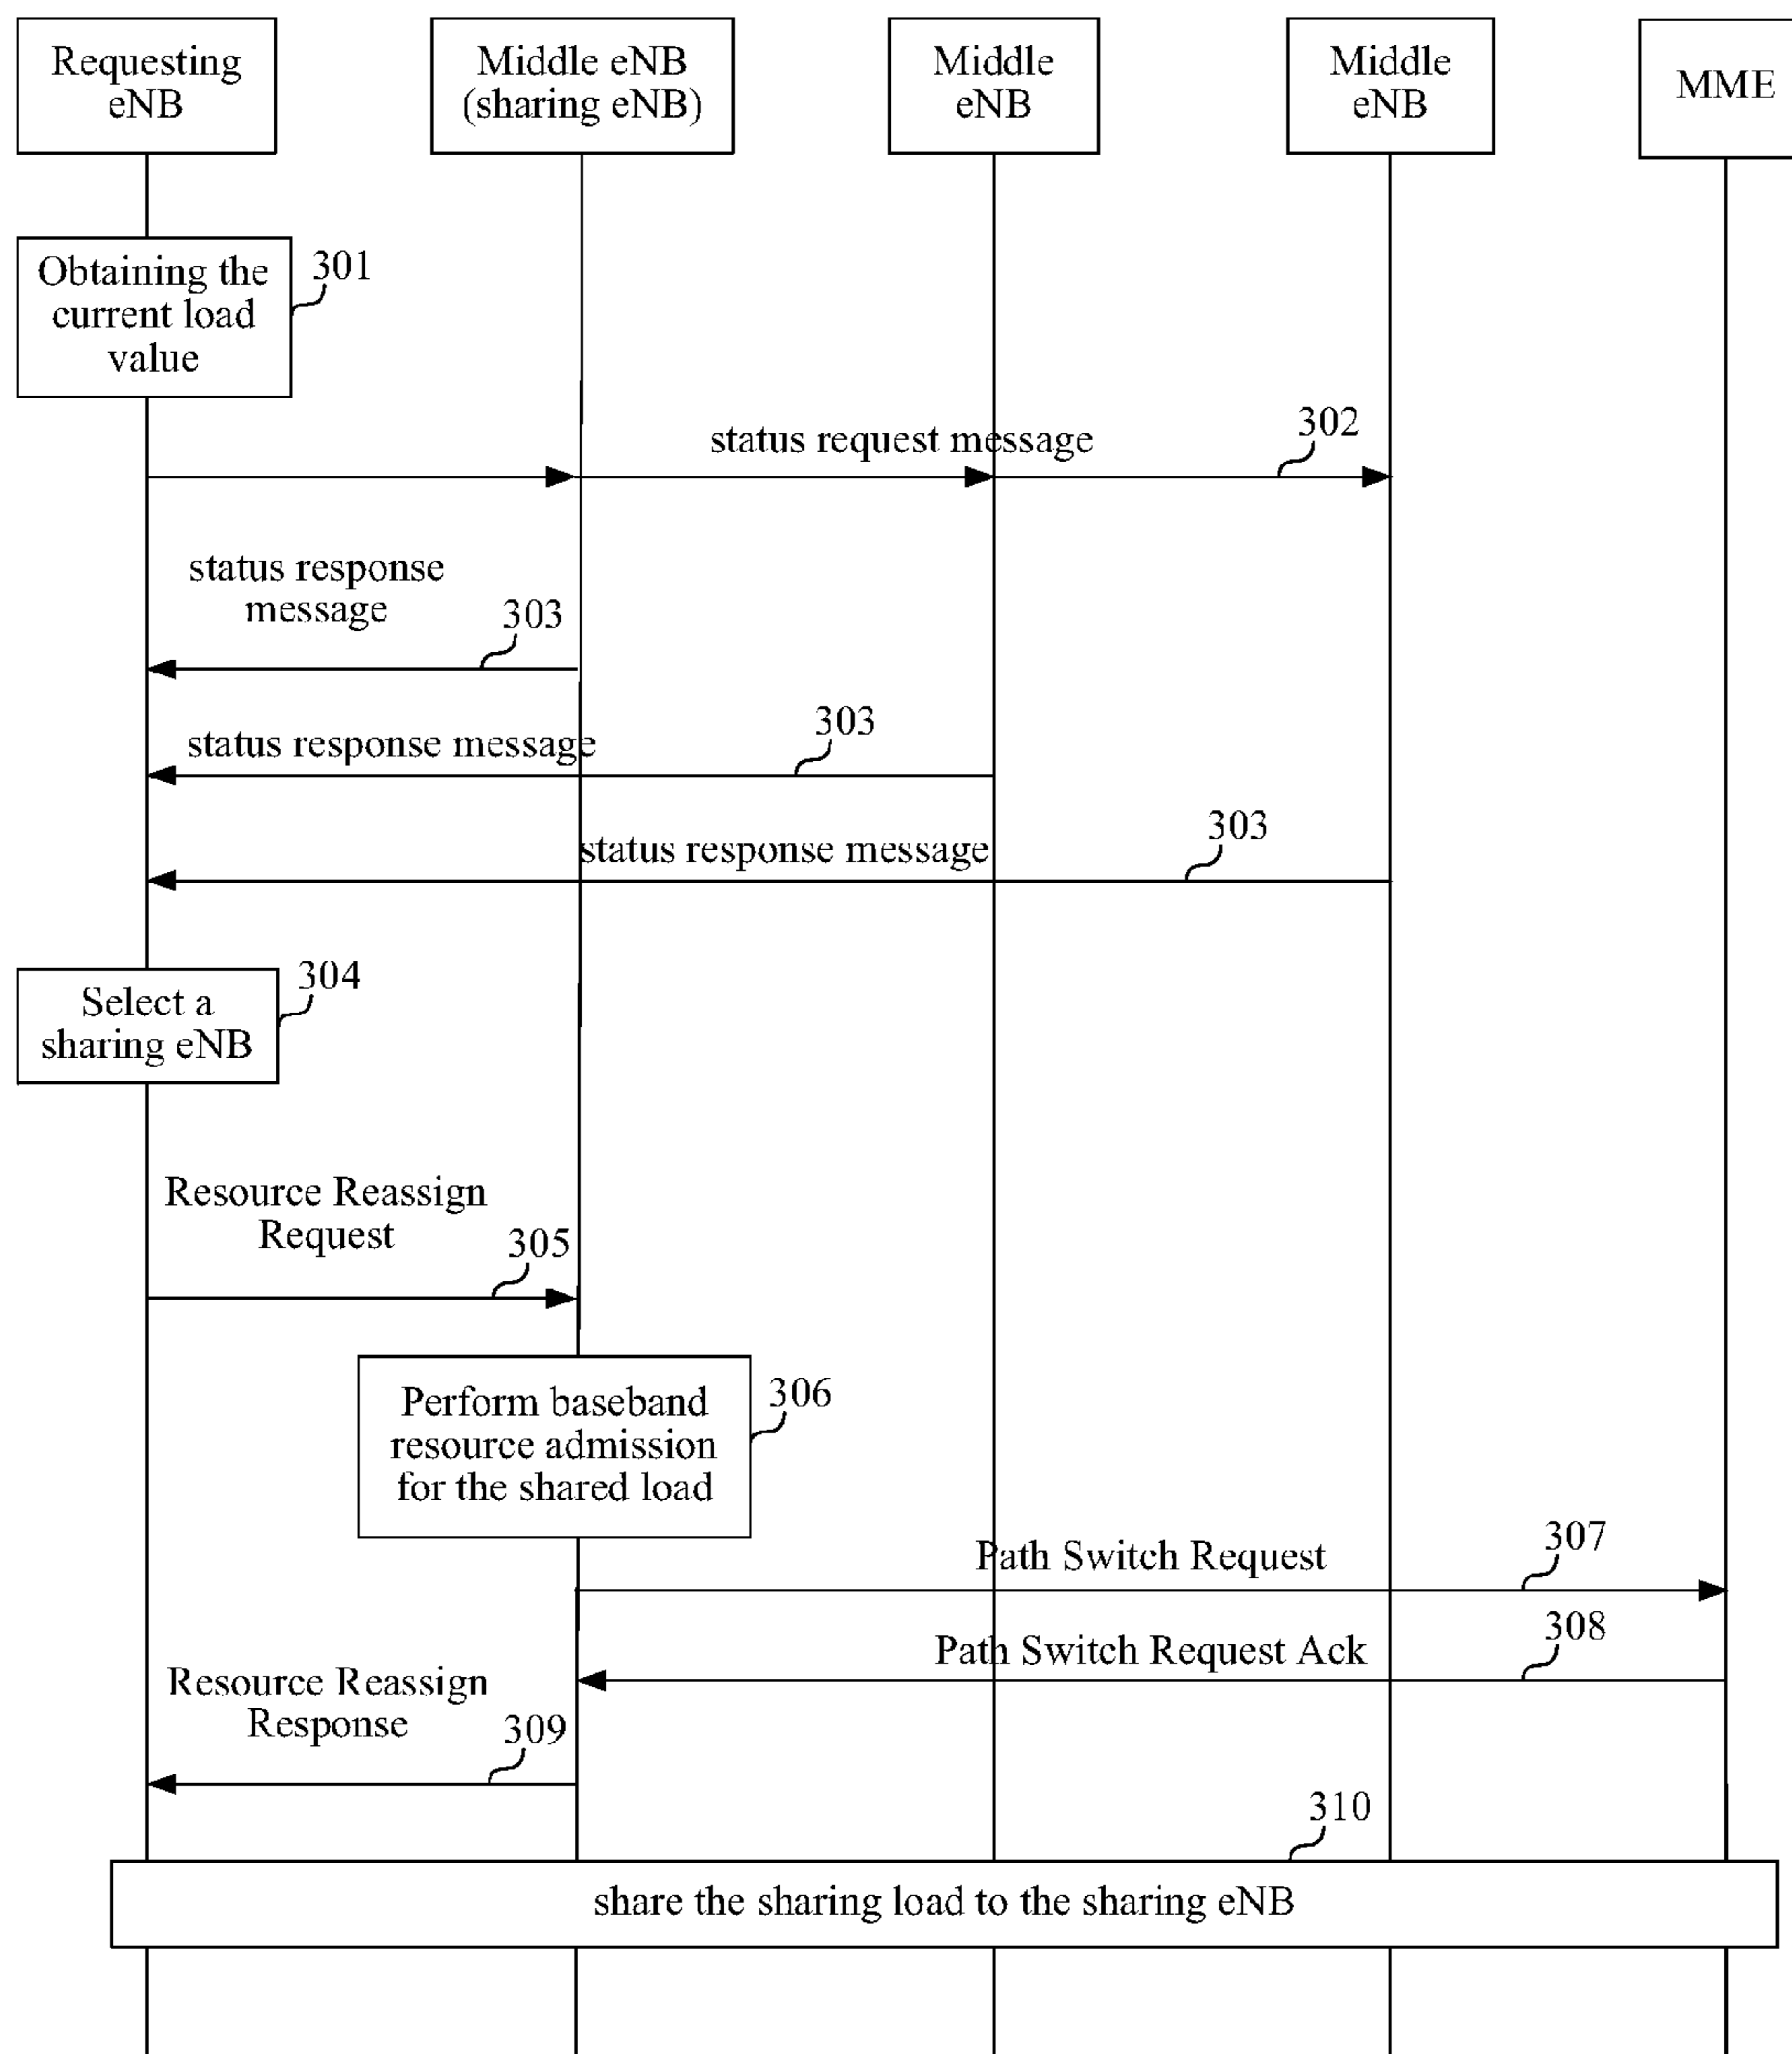 Requesting
eNB
Middle eNB
(sharing eNB)
Middle
eNB
Middle
eNB
MME
Obtaining the
current load
value
301
status request message
302
status response
message
303
status response message
303
status response message
303
Select a
sharing eNB
304
Resource Reassign
Request
305
Perform baseband
resource admission
for the shared load
306
Path Switch Request
307
Path Switch Request Ack
308
Resource Reassign
Response
309
310
share the sharing load to the sharing eNB